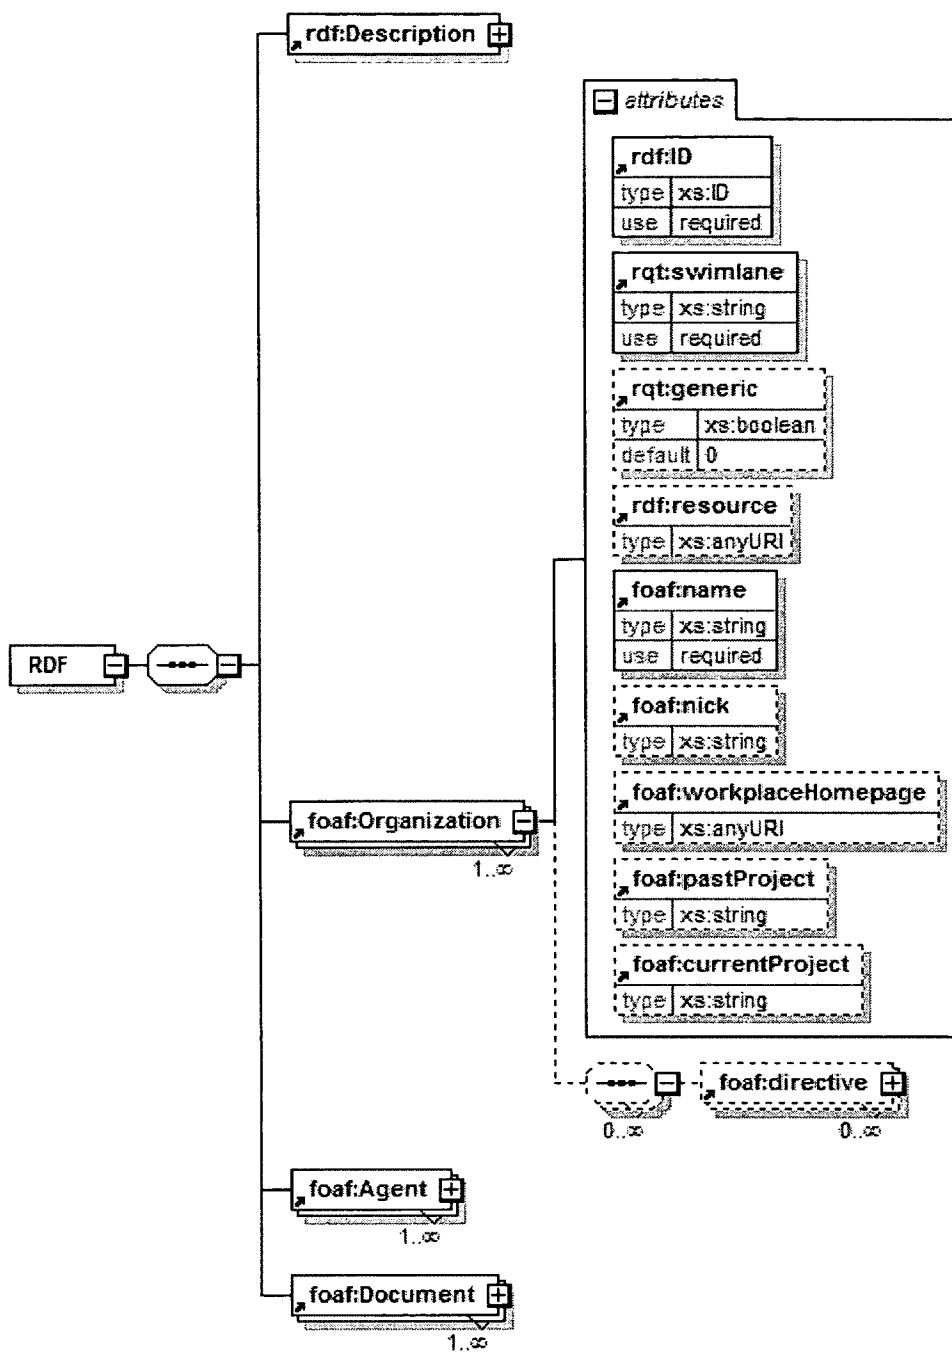 rdf:Description
attributes
rdf:ID
type xs:ID
use required
rqt:swimlane
type xs:string
use required
rqt:generic
type xs:boolean
default 0
rdf:resource
type xs:anyURI
foaf:name
type xs:string
use required
RDF
foaf:nick
type xs:string
foaf:workplaceHomepage
type xs:anyURI
foaf:Organization
1..∞
foaf:pastProject
type xs:string
foaf:currentProject
type xs:string
foaf:directive
0..∞
0..∞
foaf:Agent
1..∞
foaf:Document
1..∞